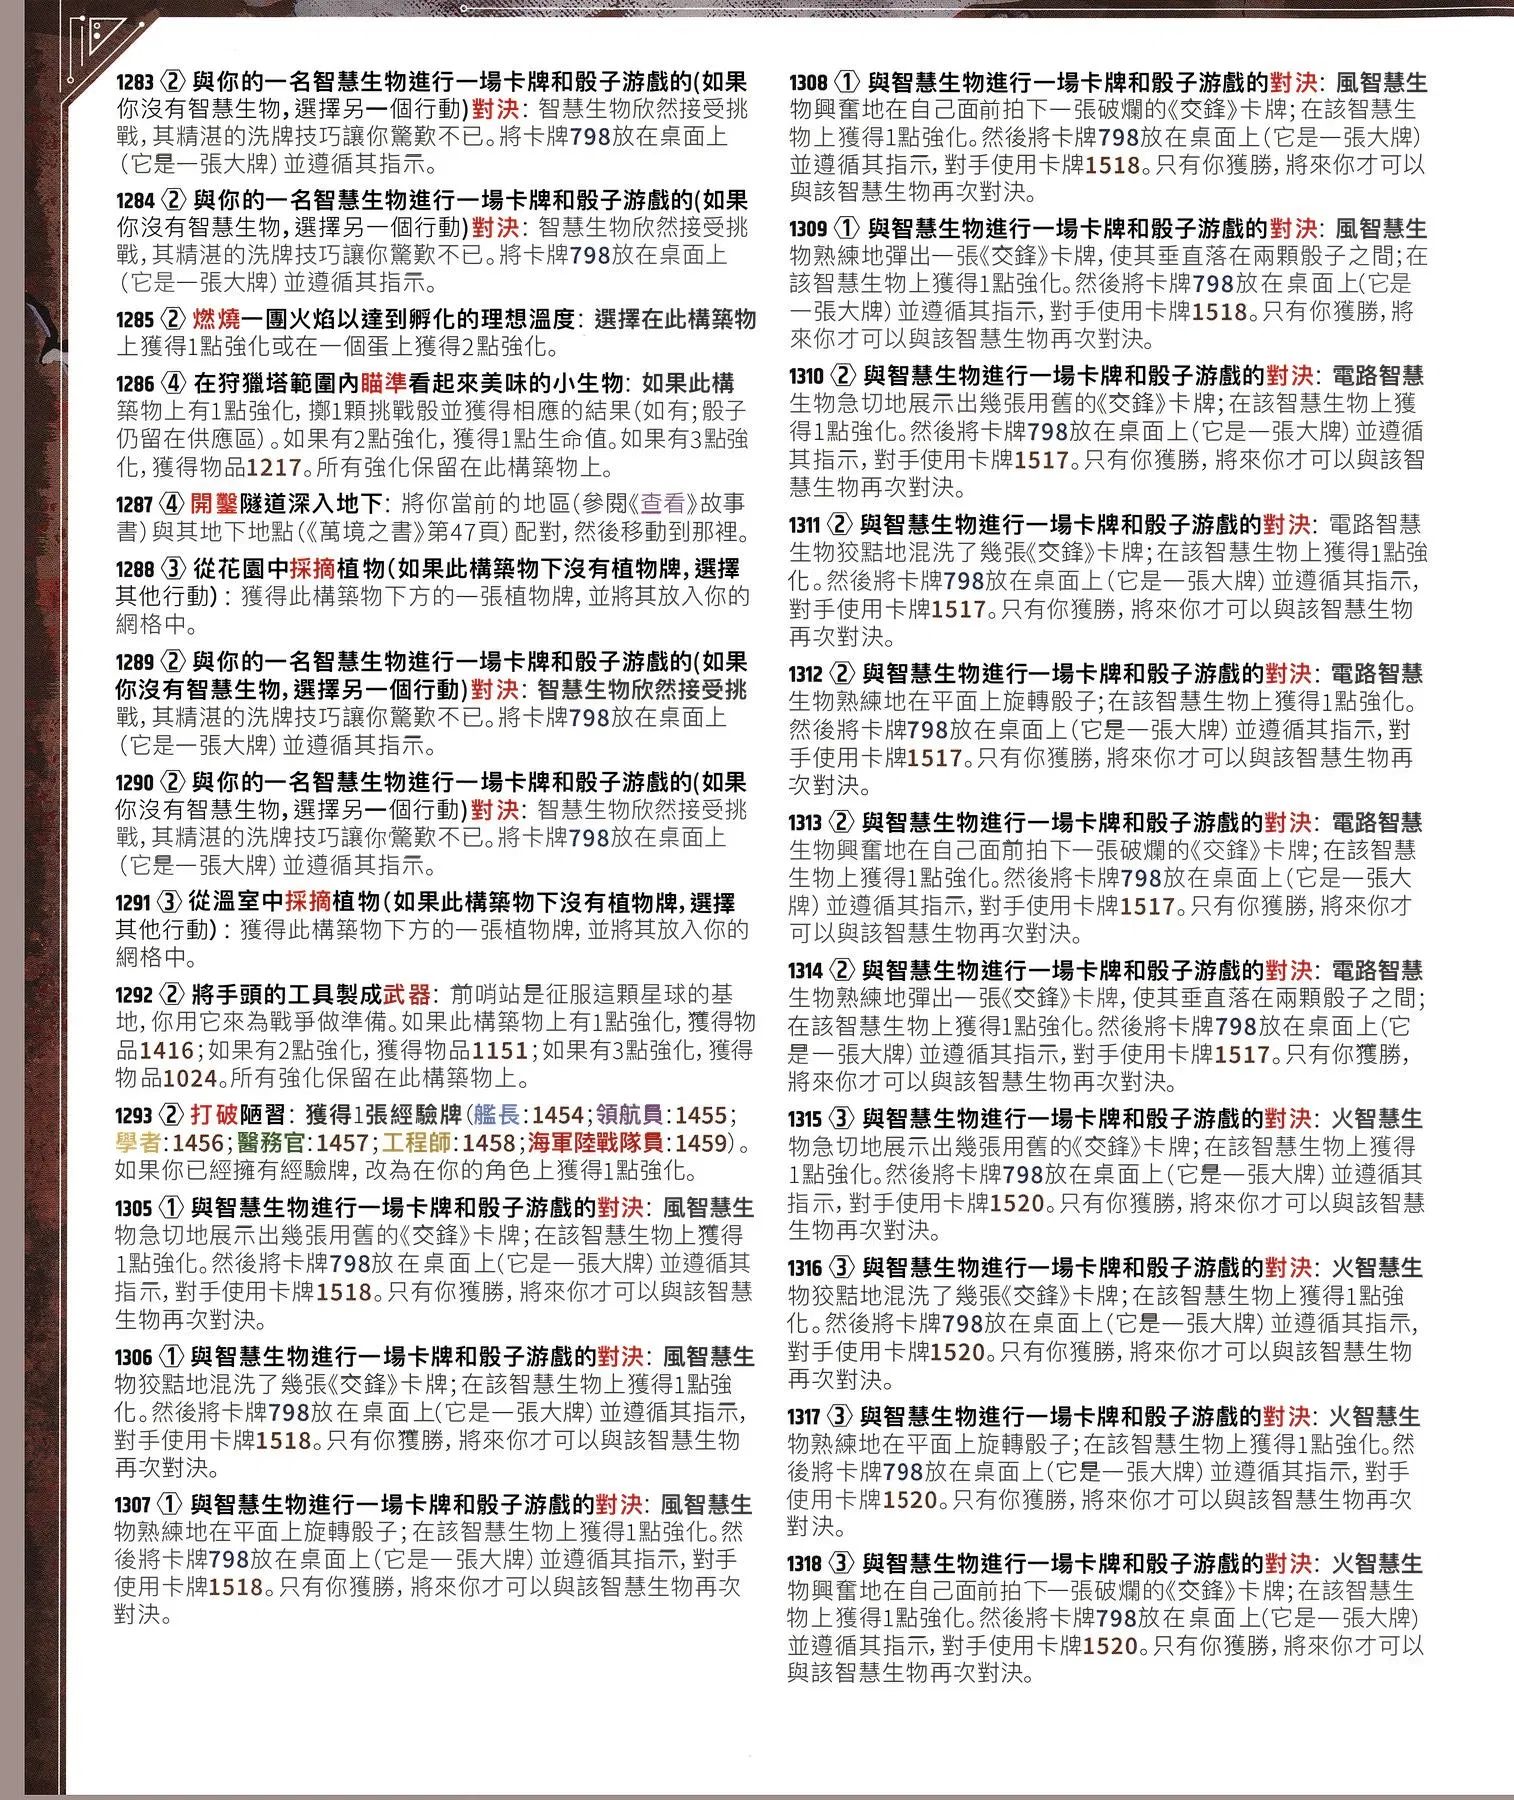 1283 ② 與你的一名智慧生物進行一場卡牌和骰子游戲的(如果
你沒有智慧生物,選擇另一個行動)對決: 智慧生物欣然接受挑
戰,其精湛的洗牌技巧讓你驚歎不已。將卡牌798放在桌面上
(它是一張大牌)並遵循其指示。
1284 ② 與你的一名智慧生物進行一場卡牌和骰子游戲的(如果
你沒有智慧生物,選擇另一個行動)對決: 智慧生物欣然接受挑
戰,其精湛的洗牌技巧讓你驚歎不已。將卡牌798放在桌面上
(它是一張大牌)並遵循其指示。
1285 ② 燃燒一團火焰以達到孵化的理想溫度: 選擇在此構築物
上獲得1點強化或在一個蛋上獲得2點強化。
1286 ④ 在狩獵塔範圍內瞄準看起來美味的小生物: 如果此構
築物上有1點強化,擲1顆挑戰骰並獲得相應的結果(如有;骰子
仍留在供應區)。如果有2點強化,獲得1點生命值。如果有3點強
化,獲得物品1217。所有強化保留在此構築物上。
1287 ④ 開鑿隧道深入地下: 將你當前的地區(參閱《查看》故事
書)與其地下地點(《萬境之書》第47頁)配對,然後移動到那裡。
1288 ③ 從花園中採摘植物(如果此構築物下沒有植物牌,選擇
其他行動): 獲得此構築物下方的一張植物牌,並將其放入你的
網格中。
1289 ② 與你的一名智慧生物進行一場卡牌和骰子游戲的(如果
你沒有智慧生物,選擇另一個行動)對決: 智慧生物欣然接受挑
戰,其精湛的洗牌技巧讓你驚歎不已。將卡牌798放在桌面上
(它是一張大牌)並遵循其指示。
1290 ② 與你的一名智慧生物進行一場卡牌和骰子游戲的(如果
你沒有智慧生物,選擇另一個行動)對決: 智慧生物欣然接受挑
戰,其精湛的洗牌技巧讓你驚歎不已。將卡牌798放在桌面上
(它是一張大牌)並遵循其指示。
1291 ③ 從溫室中採摘植物(如果此構築物下沒有植物牌,選擇
其他行動): 獲得此構築物下方的一張植物牌,並將其放入你的
網格中。
1292 ② 將手頭的工具製成武器: 前哨站是征服這顆星球的基
地,你用它來為戰爭做準備。如果此構築物上有1點強化,獲得物
品1416;如果有2點強化,獲得物品1151;如果有3點強化,獲得
物品1024。所有強化保留在此構築物上。
1293 ② 打破陋習: 獲得1張經驗牌(艦長:1454;領航員:1455;
學者:1456;醫務官:1457;工程師:1458;海軍陸戰隊員:1459)。
如果你已經擁有經驗牌,改為在你的角色上獲得1點強化。
1305 ① 與智慧生物進行一場卡牌和骰子游戲的對決: 風智慧生
物急切地展示出幾張用舊的《交鋒》卡牌;在該智慧生物上獲得
1點強化。然後將卡牌798放在桌面上(它是一張大牌)並遵循其
指示,對手使用卡牌1518。只有你獲勝,將來你才可以與該智慧
生物再次對決。
1306 ① 與智慧生物進行一場卡牌和骰子游戲的對決: 風智慧生
物狡黠地混洗了幾張《交鋒》卡牌;在該智慧生物上獲得1點強
化。然後將卡牌798放在桌面上(它是一張大牌)並遵循其指示,
對手使用卡牌1518。只有你獲勝,將來你才可以與該智慧生物
再次對決。
1307 ① 與智慧生物進行一場卡牌和骰子游戲的對決: 風智慧生
物熟練地在平面上旋轉骰子;在該智慧生物上獲得1點強化。然
後將卡牌798放在桌面上(它是一張大牌)並遵循其指示,對手
使用卡牌1518。只有你獲勝,將來你才可以與該智慧生物再次
對決。
1308 ① 與智慧生物進行一場卡牌和骰子游戲的對決: 風智慧生
物興奮地在自己面前拍下一張破爛的《交鋒》卡牌;在該智慧生
物上獲得1點強化。然後將卡牌798放在桌面上(它是一張大牌)
並遵循其指示,對手使用卡牌1518。只有你獲勝,將來你才可以
與該智慧生物再次對決。
1309 ① 與智慧生物進行一場卡牌和骰子游戲的對決: 風智慧生
物熟練地彈出一張《交鋒》卡牌,使其垂直落在兩顆骰子之間;在
該智慧生物上獲得1點強化。然後將卡牌798放在桌面上(它是
一張大牌)並遵循其指示,對手使用卡牌1518。只有你獲勝,將
來你才可以與該智慧生物再次對決。
1310 ② 與智慧生物進行一場卡牌和骰子游戲的對決: 電路智慧
生物急切地展示出幾張用舊的《交鋒》卡牌;在該智慧生物上獲
得1點強化。然後將卡牌798放在桌面上(它是一張大牌)並遵循
其指示,對手使用卡牌1517。只有你獲勝,將來你才可以與該智
慧生物再次對決。
1311 ② 與智慧生物進行一場卡牌和骰子游戲的對決: 電路智慧
生物狡黠地混洗了幾張《交鋒》卡牌;在該智慧生物上獲得1點強
化。然後將卡牌798放在桌面上(它是一張大牌)並遵循其指示,
對手使用卡牌1517。只有你獲勝,將來你才可以與該智慧生物
再次對決。
1312 ② 與智慧生物進行一場卡牌和骰子游戲的對決: 電路智慧
生物熟練地在平面上旋轉骰子;在該智慧生物上獲得1點強化。
然後將卡牌798放在桌面上(它是一張大牌)並遵循其指示,對
手使用卡牌1517。只有你獲勝,將來你才可以與該智慧生物再
次對決。
1313 ② 與智慧生物進行一場卡牌和骰子游戲的對決: 電路智慧
生物興奮地在自己面前拍下一張破爛的《交鋒》卡牌;在該智慧
生物上獲得1點強化。然後將卡牌798放在桌面上(它是一張大
牌)並遵循其指示,對手使用卡牌1517。只有你獲勝,將來你才
可以與該智慧生物再次對決。
1314 ② 與智慧生物進行一場卡牌和骰子游戲的對決: 電路智慧
生物熟練地彈出一張《交鋒》卡牌,使其垂直落在兩顆骰子之間;
在該智慧生物上獲得1點強化。然後將卡牌798放在桌面上(它
是一張大牌)並遵循其指示,對手使用卡牌1517。只有你獲勝,
將來你才可以與該智慧生物再次對決。
1315 ③ 與智慧生物進行一場卡牌和骰子游戲的對決: 火智慧生
物急切地展示出幾張用舊的《交鋒》卡牌;在該智慧生物上獲得
1點強化。然後將卡牌798放在桌面上(它是一張大牌)並遵循其
指示,對手使用卡牌1520。只有你獲勝,將來你才可以與該智慧
生物再次對決。
1316 ③ 與智慧生物進行一場卡牌和骰子游戲的對決: 火智慧生
物狡黠地混洗了幾張《交鋒》卡牌;在該智慧生物上獲得1點強
化。然後將卡牌798放在桌面上(它是一張大牌)並遵循其指示,
對手使用卡牌1520。只有你獲勝,將來你才可以與該智慧生物
再次對決。
1317 ③ 與智慧生物進行一場卡牌和骰子游戲的對決: 火智慧生
物熟練地在平面上旋轉骰子;在該智慧生物上獲得1點強化。然
後將卡牌798放在桌面上(它是一張大牌)並遵循其指示,對手
使用卡牌1520。只有你獲勝,將來你才可以與該智慧生物再次
對決。
1318 ③ 與智慧生物進行一場卡牌和骰子游戲的對決: 火智慧生
物興奮地在自己面前拍下一張破爛的《交鋒》卡牌;在該智慧生
物上獲得1點強化。然後將卡牌798放在桌面上(它是一張大牌)
並遵循其指示,對手使用卡牌1520。只有你獲勝,將來你才可以
與該智慧生物再次對決。